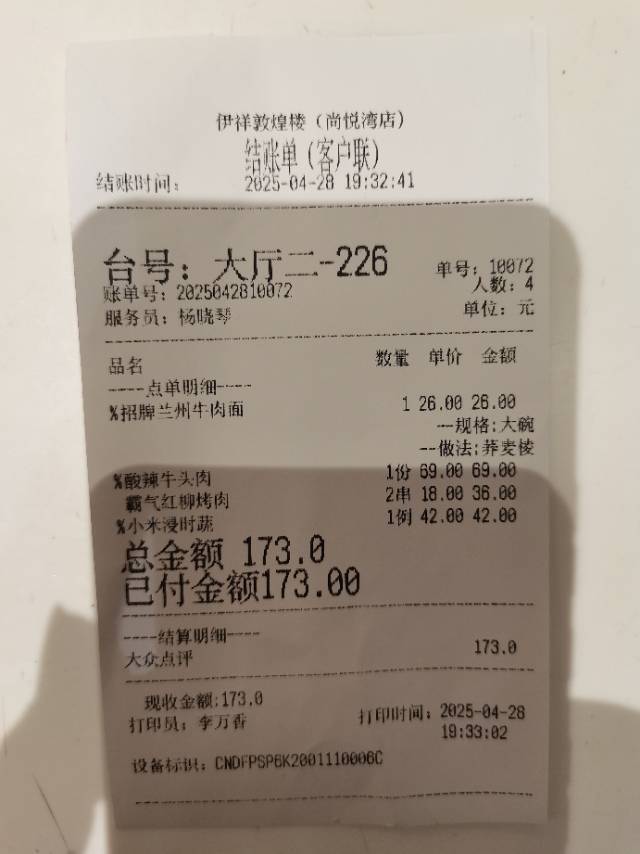 伊祥敦煌楼（尚悦湾店）
结账单（客户联）
结账时间： 2025-04-28 19:32:41
台号：大厅二-226 单号：10072
账单号：2025042810072 人数：4
服务员：杨晓琴 单位：元
品名 数量 单价 金额
----点单明细----
%招牌兰州牛肉面 1 26.00 26.00
--规格:大碗
--做法:荞麦棱
%酸辣牛头肉 1份 69.00 69.00
霸气红柳烤肉 2串 18.00 36.00
%小米浸时蔬 1例 42.00 42.00
总金额 173.0
已付金额173.00
----结算明细----
大众点评 173.0
现收金额:173.0
打印员：李万香 打印时间：2025-04-28
19:33:02
设备标识：CNDFPSP6K2001110006C